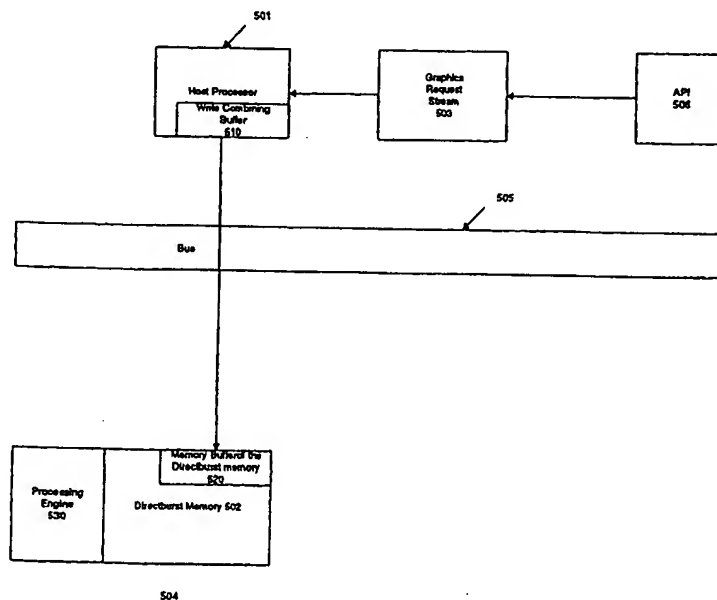 501
Host Processor
Write Combining
Buffer
510
Graphics
Request
Stream
503
API
506
505
Bus
Memory Buffer of the
Directburst memory
520
Processing
Engine
530
Directburst Memory 502
504